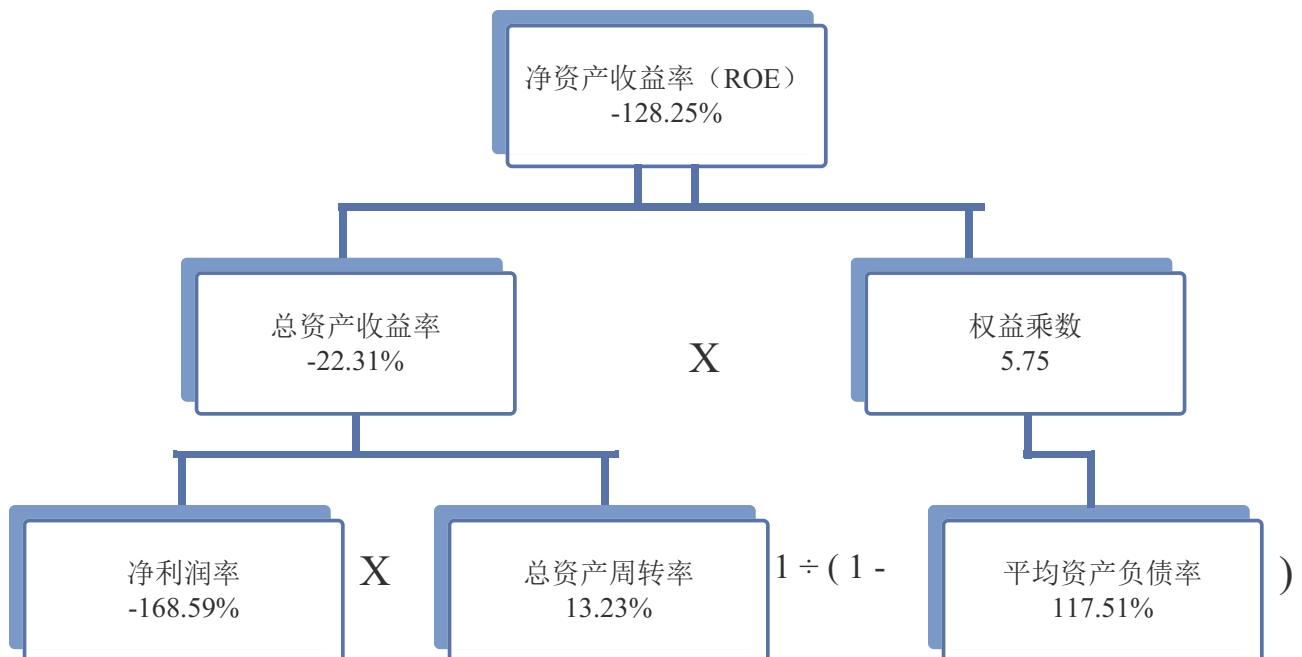 净资产收益率（ROE）
-128.25%
总资产收益率
-22.31%
X
权益乘数
5.75
净利润率
-168.59%
X
总资产周转率
13.23%
1 ÷ ( 1 -
平均资产负债率
117.51%
)